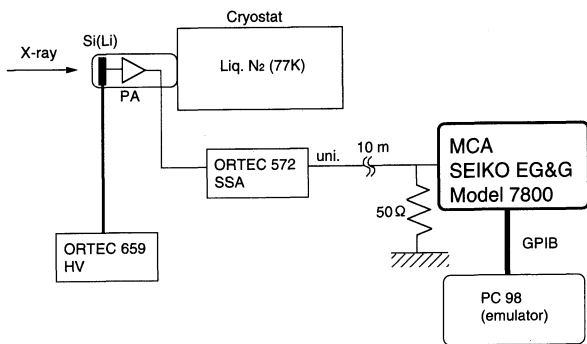 Cryostat
Si(Li)
X-ray
Liq. N2 (77K)
PA
ORTEC 572
SSA
uni.
10 m
MCA
SEIKO EG&G
Model 7800
50Ω
ORTEC 659
HV
GPIB
PC 98
(emulator)